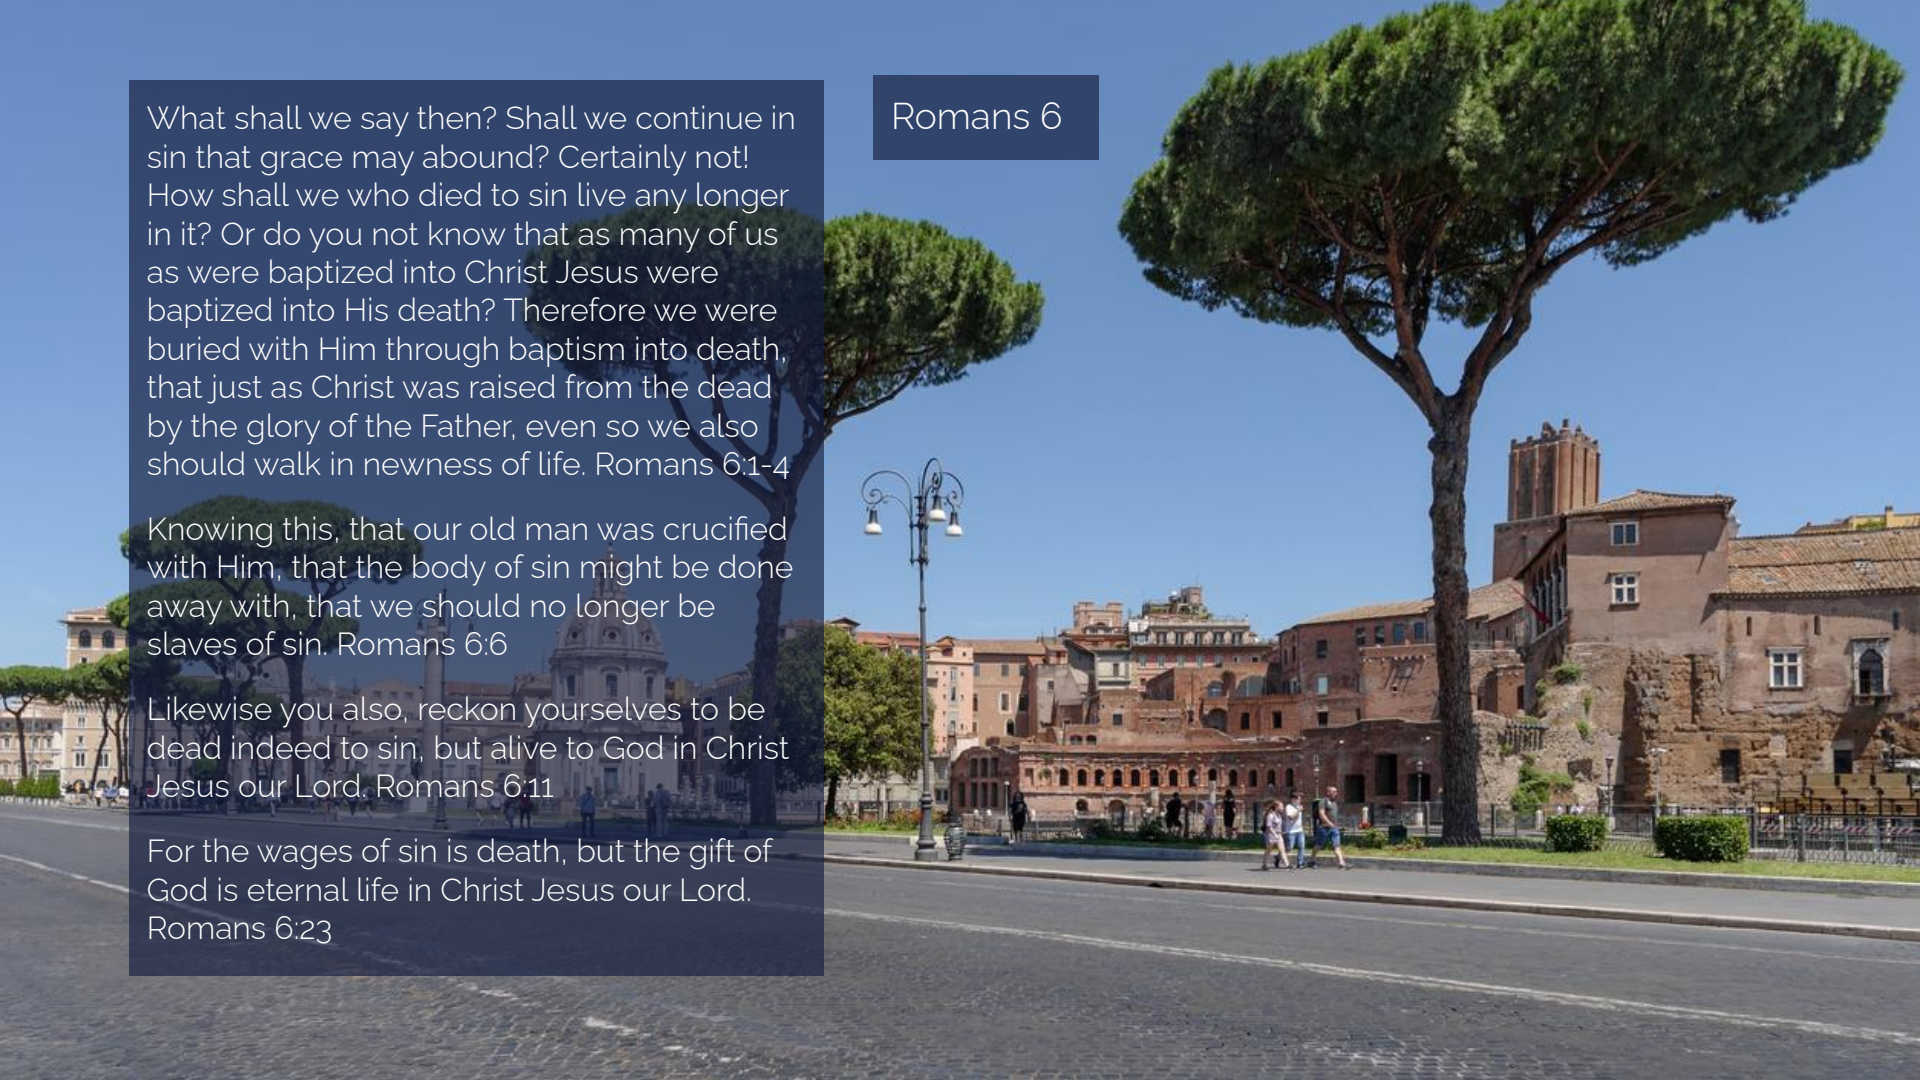 What shall we say then? Shall we continue in
sin that grace may abound? Certainly not!
How shall we who died to sin live any longer
in it? Or do you not know that as many of us
as were baptized into Christ Jesus were
baptized into His death? Therefore we were
buried with Him through baptism into death,
that just as Christ was raised from the dead
by the glory of the Father, even so we also
should walk in newness of life. Romans 6:1-4
Knowing this, that our old man was crucified
with Him, that the body of sin might be done
away with, that we should no longer be
slaves of sin. Romans 6:6
Likewise you also, reckon yourselves to be
dead indeed to sin, but alive to God in Christ
Jesus our Lord. Romans 6:11
For the wages of sin is death, but the gift of
God is eternal life in Christ Jesus our Lord.
Romans 6:23
Romans 6